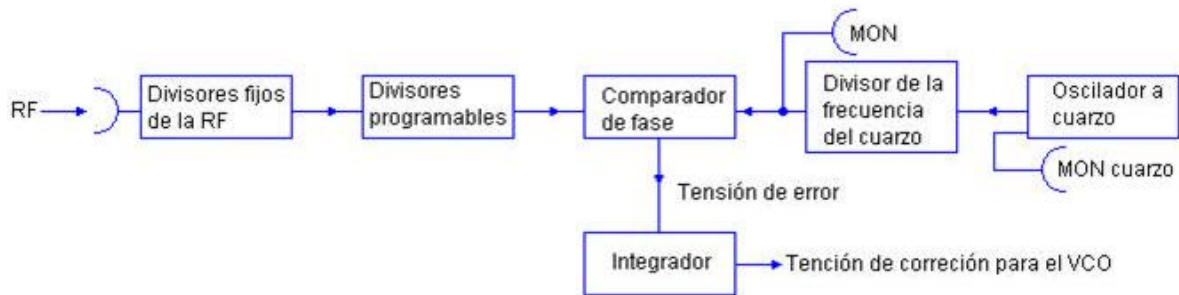 MON
RF
Divisores fijos
de la RF
Divisores
programables
Comparador
de fase
Divisor de la
frecuencia
del cuarzo
Oscilador a
cuarzo
MON cuarzo
Tensión de error
Integrador
Tención de correción para el VCO